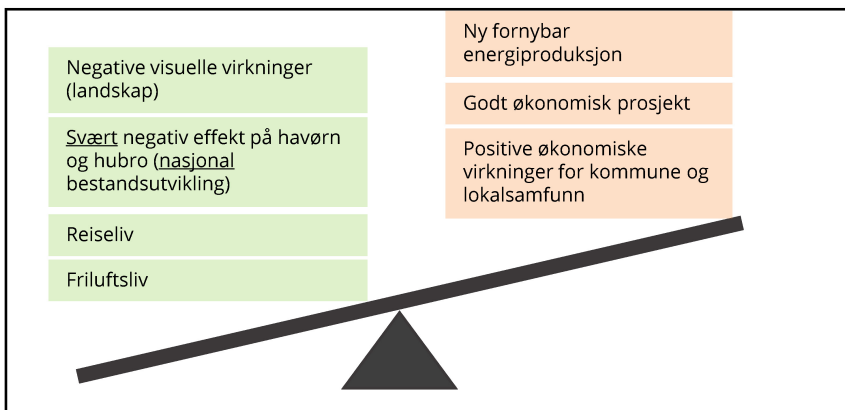 Negative visuelle virkninger
(landskap)
Svært negativ effekt på havørn
og hubro (nasjonal
bestandsutvikling)
Reiseliv
Friluftsliv
Ny fornybar
energiproduksjon
Godt økonomisk prosjekt
Positive økonomiske
virkninger for kommune og
lokalsamfunn